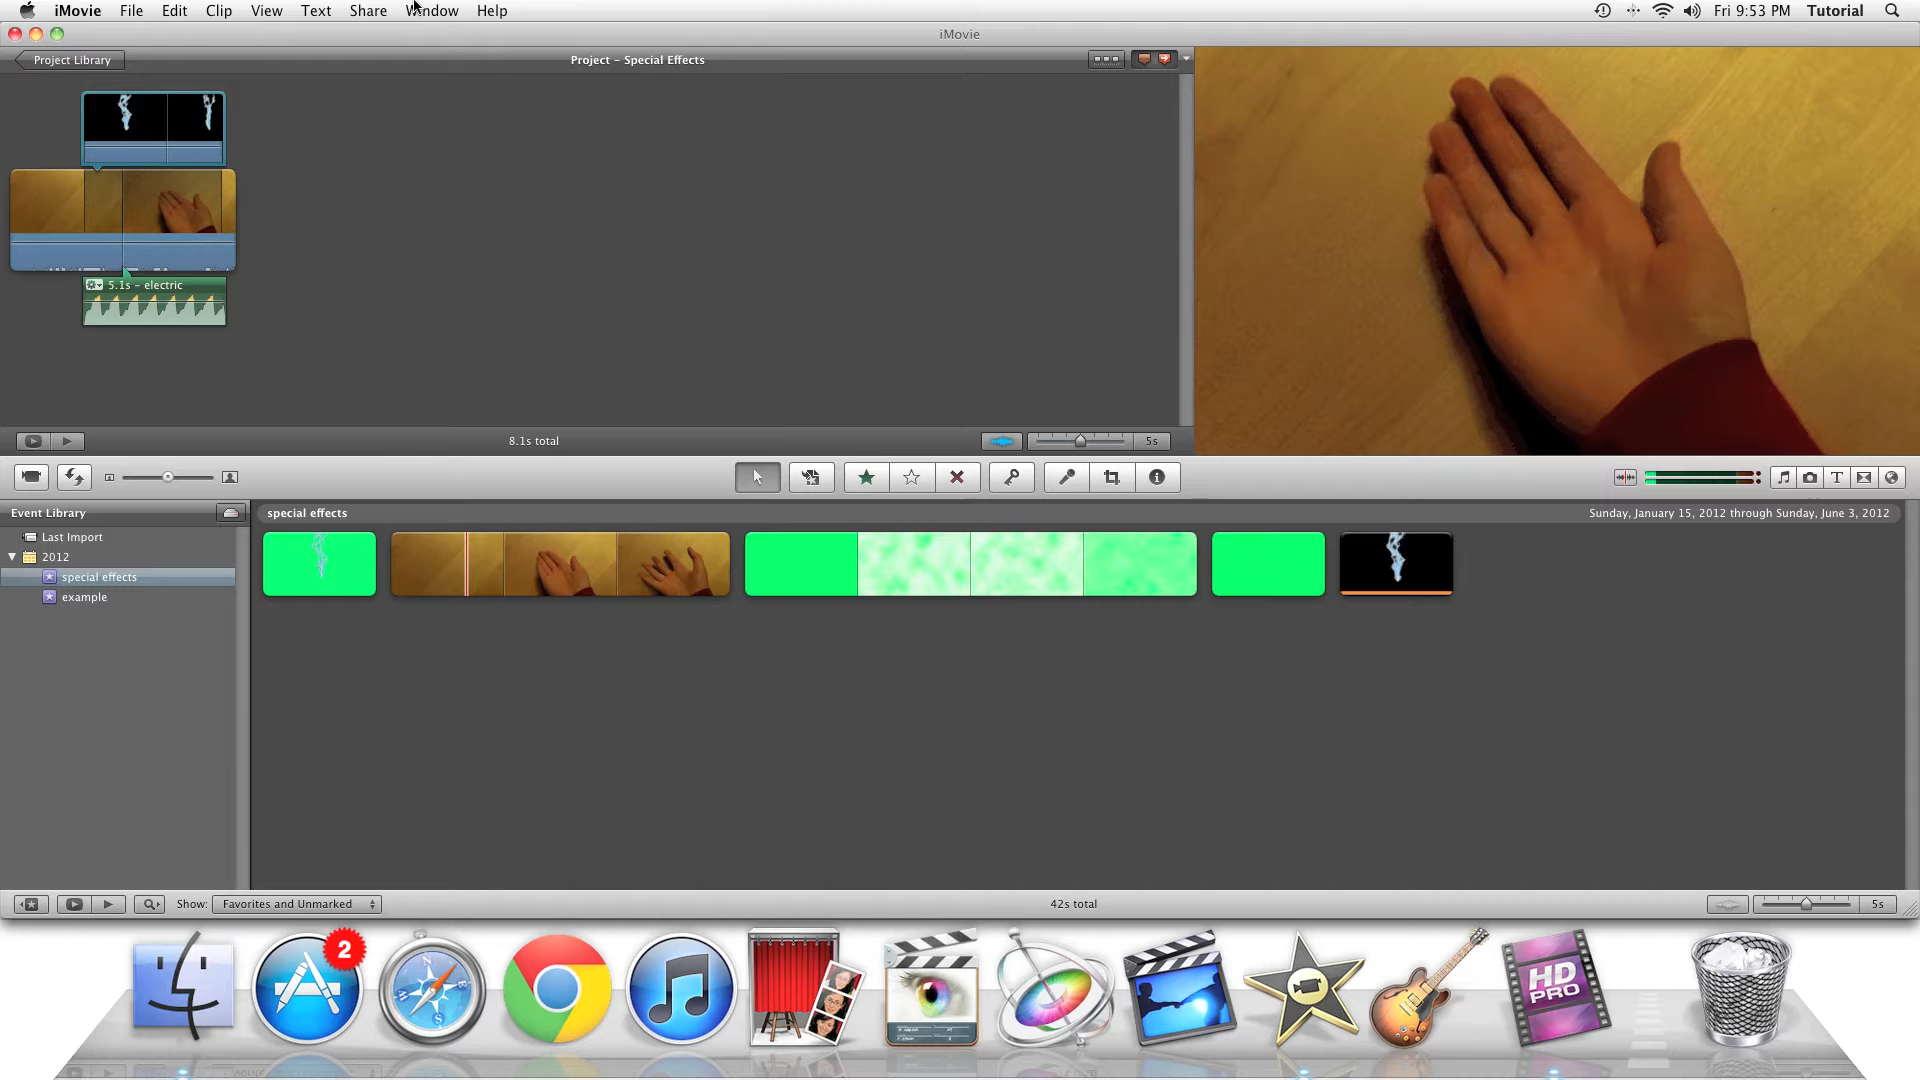 iMovie File Edit Clip View Text Share Window Help Fri 9:53 PM Tutorial
iMovie
Project Library Project – Special Effects
5.1s – electric
8.1s total 5s
Event Library special effects Sunday, January 15, 2012 through Sunday, June 3, 2012
Last Import
2012
special effects
example
Show: Favorites and Unmarked 42s total 5s
2
HD
PRO